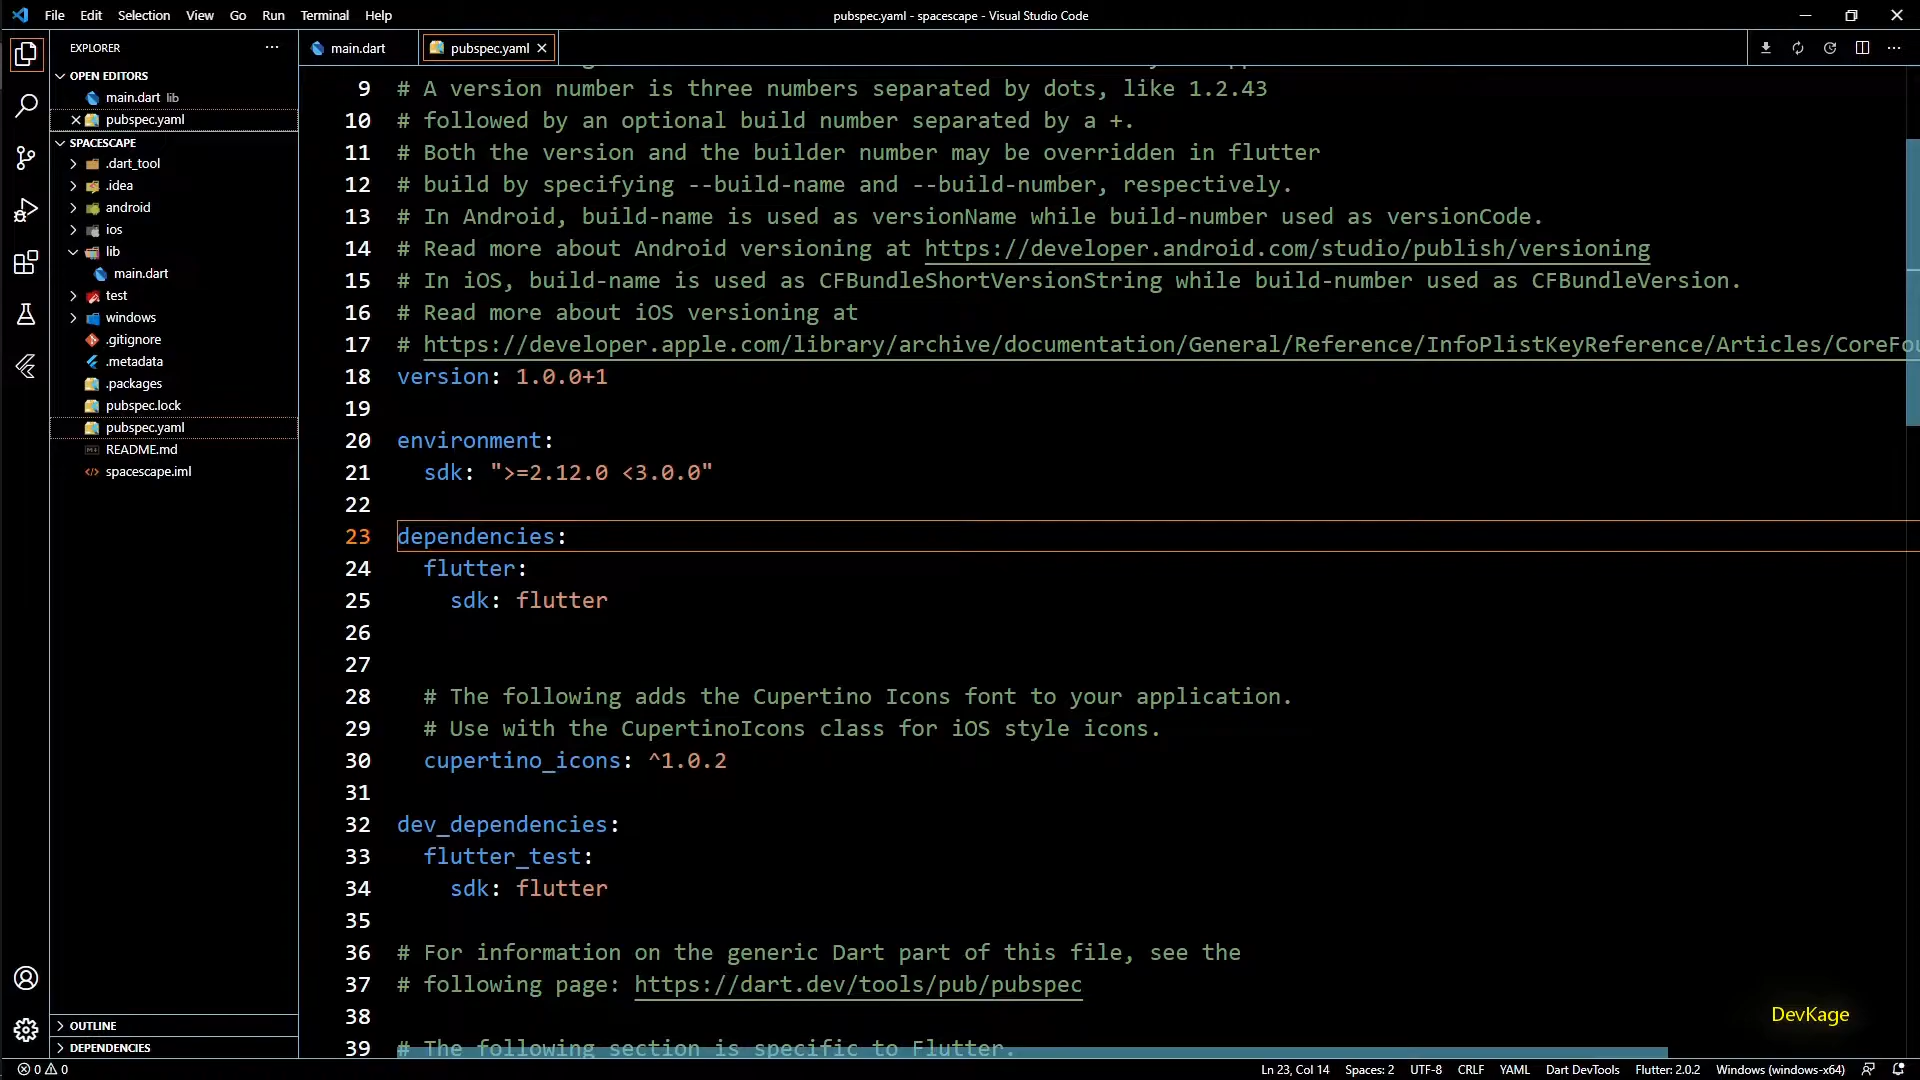 File Edit Selection View Go Run Terminal Help
pubspec.yaml - spacescape - Visual Studio Code
EXPLORER
OPEN EDITORS
main.dart lib
pubspec.yaml
SPACESCAPE
.dart_tool
.idea
android
ios
lib
main.dart
test
windows
.gitignore
.metadata
.packages
pubspec.lock
pubspec.yaml
README.md
spacescape.iml
OUTLINE
DEPENDENCIES
main.dart
pubspec.yaml
9 # A version number is three numbers separated by dots, like 1.2.43
10 # followed by an optional build number separated by a +.
11 # Both the version and the builder number may be overridden in flutter
12 # build by specifying --build-name and --build-number, respectively.
13 # In Android, build-name is used as versionName while build-number used as versionCode.
14 # Read more about Android versioning at https://developer.android.com/studio/publish/versioning
15 # In iOS, build-name is used as CFBundleShortVersionString while build-number used as CFBundleVersion.
16 # Read more about iOS versioning at
17 # https://developer.apple.com/library/archive/documentation/General/Reference/InfoPlistKeyReference/Articles/CoreFou
18 version: 1.0.0+1
19
20 environment:
21 sdk: ">=2.12.0 <3.0.0"
22
23 dependencies:
24 flutter:
25 sdk: flutter
26
27
28 # The following adds the Cupertino Icons font to your application.
29 # Use with the CupertinoIcons class for iOS style icons.
30 cupertino_icons: ^1.0.2
31
32 dev_dependencies:
33 flutter_test:
34 sdk: flutter
35
36 # For information on the generic Dart part of this file, see the
37 # following page: https://dart.dev/tools/pub/pubspec
38
39 # The following section is specific to Flutter.
DevKage
0 0
Ln 23, Col 14 Spaces: 2 UTF-8 CRLF YAML Dart DevTools Flutter: 2.0.2 Windows (windows-x64)